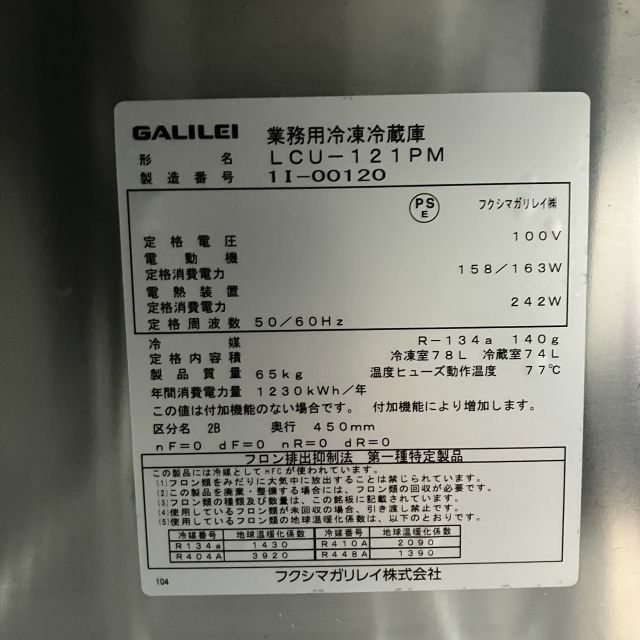 GALILEI 業務用冷凍冷蔵庫
形名 LCU-121PM
製造番号 1I-00120
PS E フクシマガリレイ㈱
定格電圧 100V
電動機
定格消費電力 158/163W
電熱装置
定格消費電力 242W
定格周波数 50/60Hz
冷媒 R-134a 140g
定格内容積 冷凍室78L 冷蔵室74L
製品質量 65kg 温度ヒューズ動作温度 77℃
年間消費電力量 1230kWh/年
この値は付加機能のない場合です。 付加機能により増加します。
区分名 2B 奥行 450mm
nF=0 dF=0 nR=0 dR=0
フロン排出抑制法 第一種特定製品
この製品には冷媒としてHFCが使われています。
(1)フロン類をみだりに大気中に放出することは禁じられています。
(2)この製品を廃棄・整備する場合には、フロン類の回収が必要です。
(3)フロン類の種類及び数量は、この銘板に記載されています。
(4)使用しているフロン類が未回収の場合、引き渡し禁止です。
(5)使用しているフロン類の地球温暖化係数は、以下のとおりです。
冷媒番号 地球温暖化係数 冷媒番号 地球温暖化係数
R134a 1430 R410A 2090
R404A 3920 R448A 1390
104 フクシマガリレイ株式会社